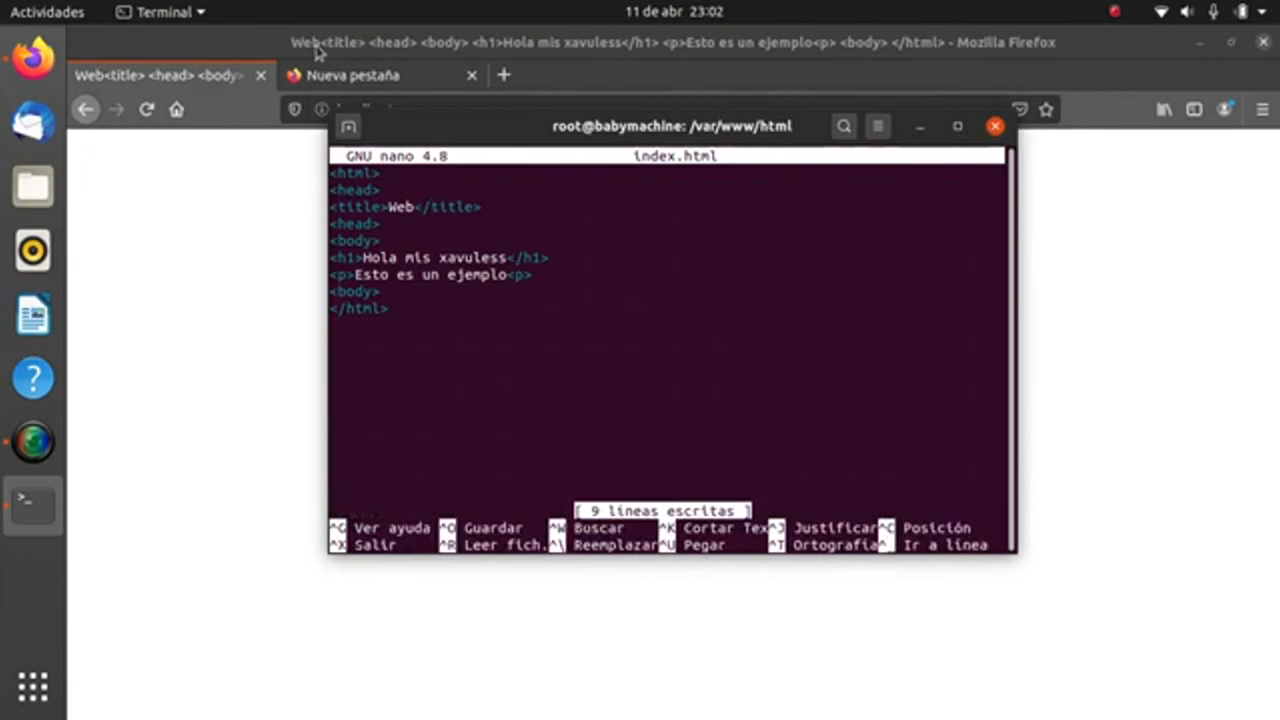 Actividades
Terminal
11 de abr 23:02
Web<title> <head> <body> <h1>Hola mis xavuless</h1> <p>Esto es un ejemplo<p> <body> </html> - Mozilla Firefox
Web<title> <head> <body>
Nueva pestaña
root@babymachine: /var/www/html
GNU nano 4.8
index.html
<html>
<head>
<title>Web</title>
<head>
<body>
<h1>Hola mis xavuless</h1>
<p>Esto es un ejemplo<p>
<body>
</html>
[ 9 líneas escritas ]
^G Ver ayuda ^O Guardar ^W Buscar ^K Cortar Tex ^J Justificar ^C Posición
^X Salir ^R Leer fich. ^\ Reemplazar ^U Pegar ^T Ortografía ^_ Ir a línea